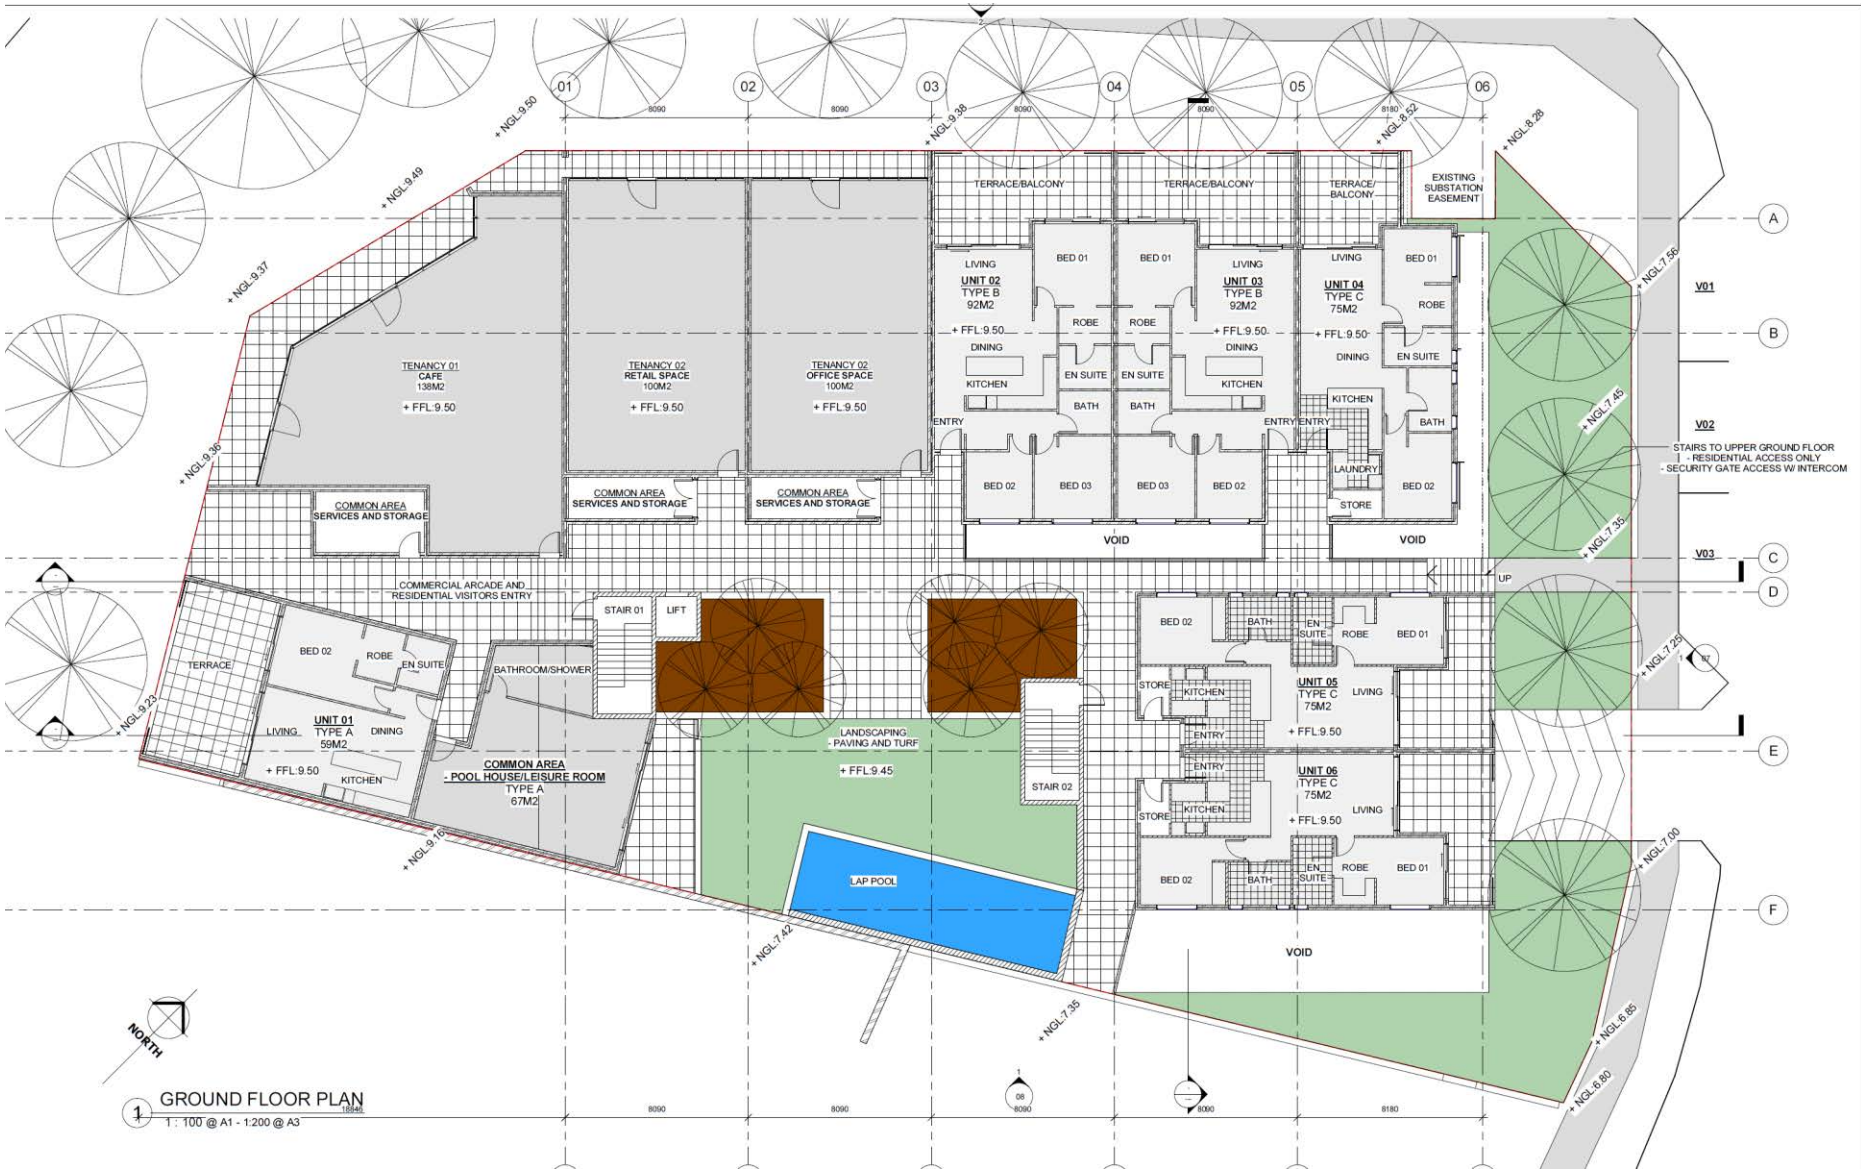 2
01
02
03
04
05
06
8090
8090
8090
8090
8180
+ NGL:9.50
+ NGL:9.38
+ NGL:8.52
+ NGL:8.28
+ NGL:9.49
+ NGL:9.37
+ NGL:9.36
+ NGL:9.23
+ NGL:9.16
+ NGL:7.42
+ NGL:7.35
+ NGL:7.56
+ NGL:7.45
+ NGL:7.35
+ NGL:7.25
+ NGL:7.00
+ NGL:6.85
+ NGL:6.80
A
B
C
D
E
F
V01
V02
V03
STAIRS TO UPPER GROUND FLOOR
- RESIDENTIAL ACCESS ONLY
- SECURITY GATE ACCESS W/ INTERCOM
EXISTING
SUBSTATION
EASEMENT
TERRACE/BALCONY
TERRACE/BALCONY
TERRACE/
BALCONY
TENANCY 01
CAFE
138M2
+ FFL:9.50
TENANCY 02
RETAIL SPACE
100M2
+ FFL:9.50
TENANCY 02
OFFICE SPACE
100M2
+ FFL:9.50
COMMON AREA
SERVICES AND STORAGE
COMMON AREA
SERVICES AND STORAGE
COMMON AREA
SERVICES AND STORAGE
LIVING
UNIT 02
TYPE B
92M2
+ FFL:9.50
DINING
KITCHEN
ENTRY
BED 01
ROBE
EN SUITE
BATH
BED 02
BED 03
BED 01
ROBE
EN SUITE
BATH
LIVING
UNIT 03
TYPE B
92M2
+ FFL:9.50
DINING
KITCHEN
ENTRY
BED 03
BED 02
LIVING
UNIT 04
TYPE C
75M2
+ FFL:9.50
DINING
KITCHEN
ENTRY
LAUNDRY
STORE
BED 01
ROBE
EN SUITE
BATH
BED 02
VOID
VOID
UP
COMMERCIAL ARCADE AND
RESIDENTIAL VISITORS ENTRY
STAIR 01
LIFT
TERRACE
BED 02
ROBE
EN SUITE
UNIT 01
TYPE A
59M2
LIVING
DINING
+ FFL:9.50
KITCHEN
BATHROOM/SHOWER
COMMON AREA
- POOL HOUSE/LEISURE ROOM
TYPE A
67M2
LANDSCAPING
- PAVING AND TURF
+ FFL:9.45
STAIR 02
LAP POOL
BED 02
BATH
EN
SUITE
ROBE
BED 01
STORE
KITCHEN
UNIT 05
TYPE C
75M2
LIVING
+ FFL:9.50
ENTRY
ENTRY
UNIT 06
TYPE C
75M2
LIVING
+ FFL:9.50
STORE
KITCHEN
BED 02
BATH
EN
SUITE
ROBE
BED 01
VOID
1
07
1
08
NORTH
1
GROUND FLOOR PLAN
1 : 100 @ A1 - 1:200 @ A3
18846
8090
8090
8090
8090
8180